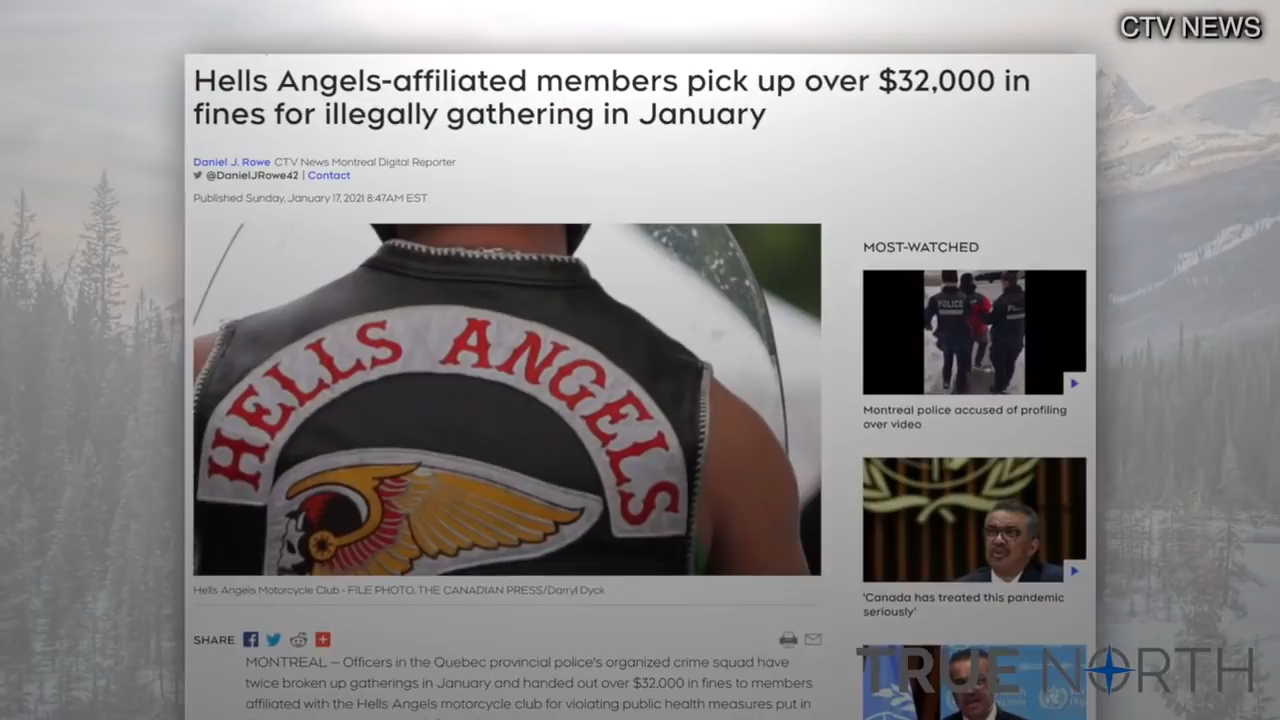 CTV NEWS
Hells Angels-affiliated members pick up over $32,000 in
fines for illegally gathering in January
Daniel J. Rowe CTV News Montreal Digital Reporter
@DanielJRowe42 | Contact
Published Sunday, January 17, 2021 8:47AM EST
HELLS ANGELS
Hells Angels Motorcycle Club - FILE PHOTO. THE CANADIAN PRESS/Darryl Dyck
SHARE
MONTREAL – Officers in the Quebec provincial police's organized crime squad have
twice broken up gatherings in January and handed out over $32.000 in fines to members
affiliated with the Hells Angels motorcycle club for violating public health measures put in
MOST-WATCHED
POLICE
Montreal police accused of profiling
over video
'Canada has treated this pandemic
seriously'
TRUE NORTH